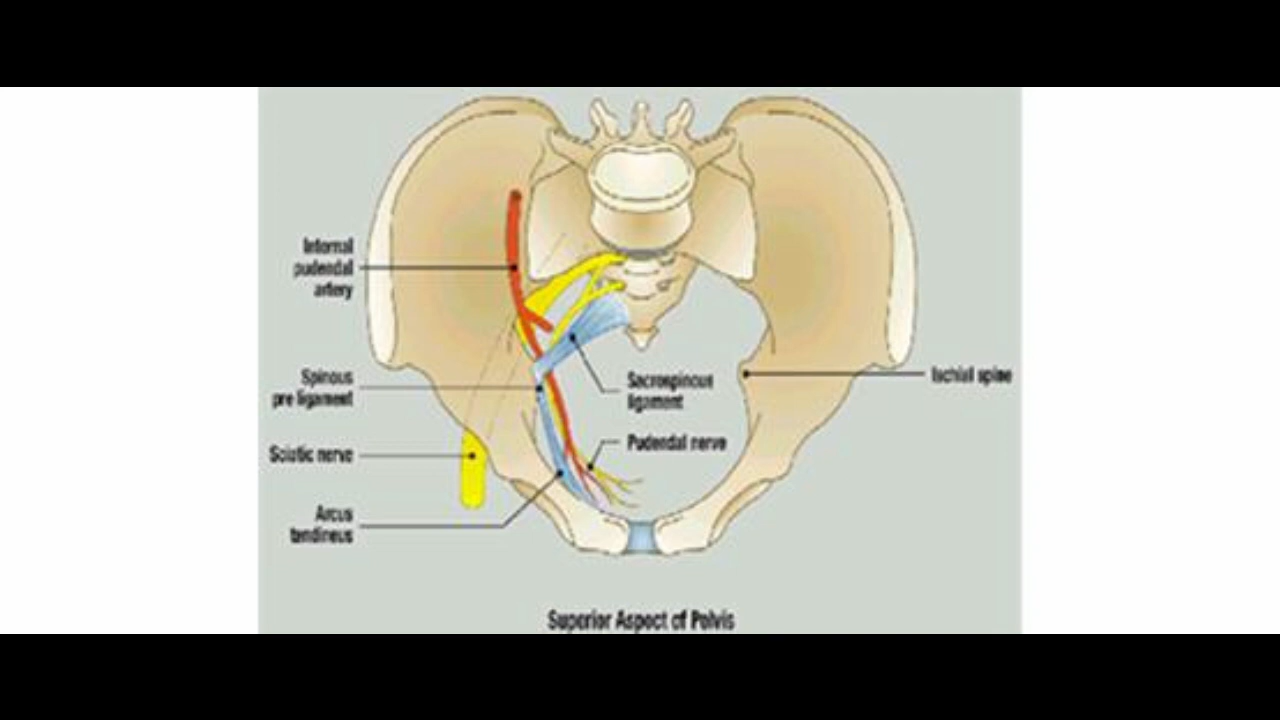 Internal
pudendal
artery
Spinous
pre ligament
Sciatic nerve
Arcus
tendineus
Sacrospinous
ligament
Pudendal nerve
Ischial spine
Superior Aspect of Pelvis